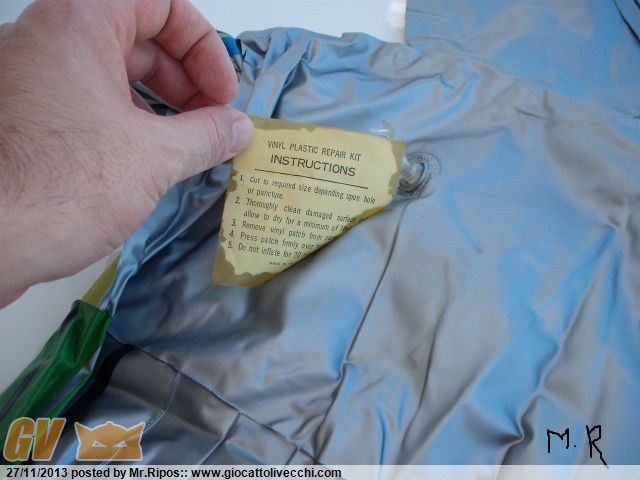 VINYL PLASTIC REPAIR KIT
INSTRUCTIONS
1. Cut to required size depending upon hole
or puncture.
2. Thoroughly clean damaged surface
allow to dry for a minimum of
3. Remove vinyl patch from
4. Press patch firmly over
5. Do not inflate for 20
M.R
GV
27/11/2013 posted by Mr.Ripos:: www.giocattolivecchi.com